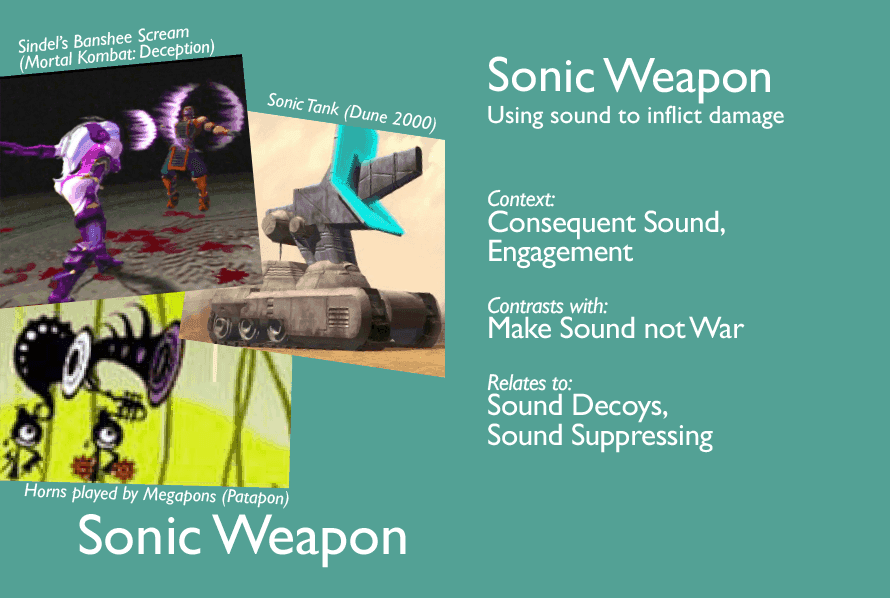 Sindel's Banshee Scream
(Mortal Kombat: Deception)
Sonic Tank (Dune 2000)
Horns played by Megapons (Patapon)
Sonic Weapon
Sonic Weapon
Using sound to inflict damage
Context:
Consequent Sound,
Engagement
Contrasts with:
Make Sound not War
Relates to:
Sound Decoys,
Sound Suppressing